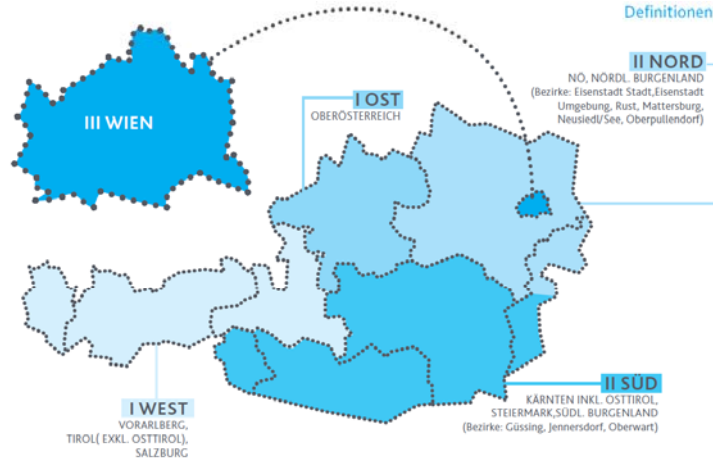 Definitionen
II NORD
NÖ, NÖRDL. BURGENLAND
(Bezirke: Eisenstadt Stadt,Eisenstadt
Umgebung, Rust, Mattersburg,
Neusiedl/See, Oberpullendorf)
I OST
OBERÖSTERREICH
III WIEN
II SÜD
KÄRNTEN INKL. OSTTIROL,
STEIERMARK,SÜDL. BURGENLAND
(Bezirke: Güssing, Jennersdorf, Oberwart)
I WEST
VORARLBERG,
TIROL( EXKL. OSTTIROL),
SALZBURG